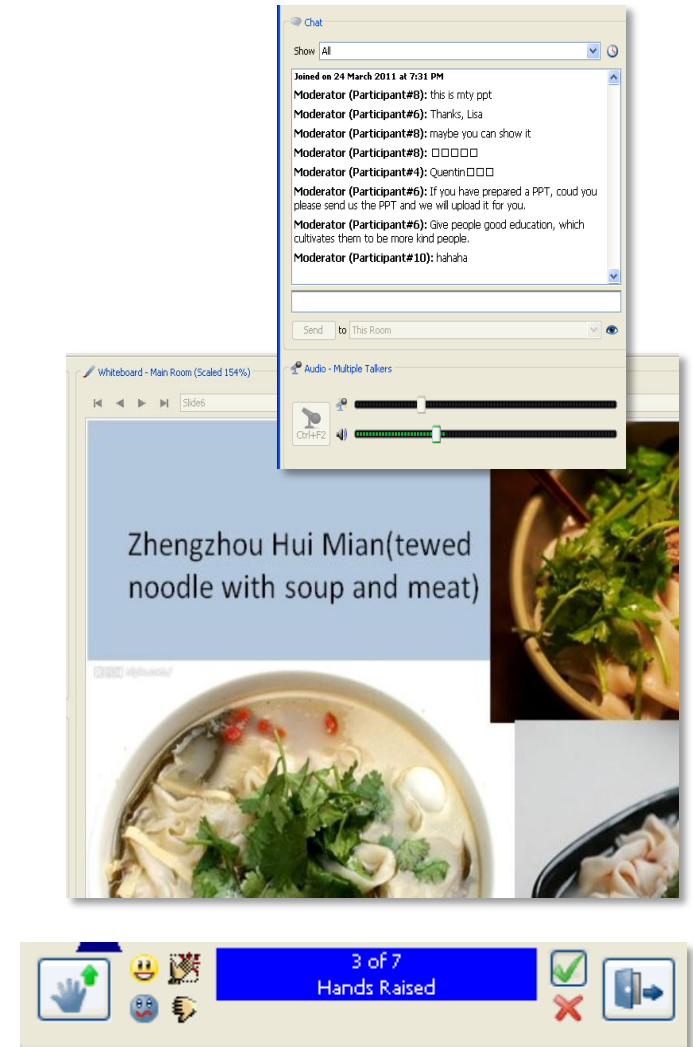 Chat
Show All
Joined on 24 March 2011 at 7:31 PM
Moderator (Participant#8): this is mty ppt
Moderator (Participant#6): Thanks, Lisa
Moderator (Participant#8): maybe you can show it
Moderator (Participant#8): □□□□□
Moderator (Participant#4): Quentin□□□
Moderator (Participant#6): If you have prepared a PPT, coud you
please send us the PPT and we will upload it for you.
Moderator (Participant#6): Give people good education, which
cultivates them to be more kind people.
Moderator (Participant#10): hahaha
Send to This Room
Whiteboard - Main Room (Scaled 154%)
Audio - Multiple Talkers
Slide6
Ctrl+F2
Zhengzhou Hui Mian(tewed
noodle with soup and meat)
3 of 7
Hands Raised